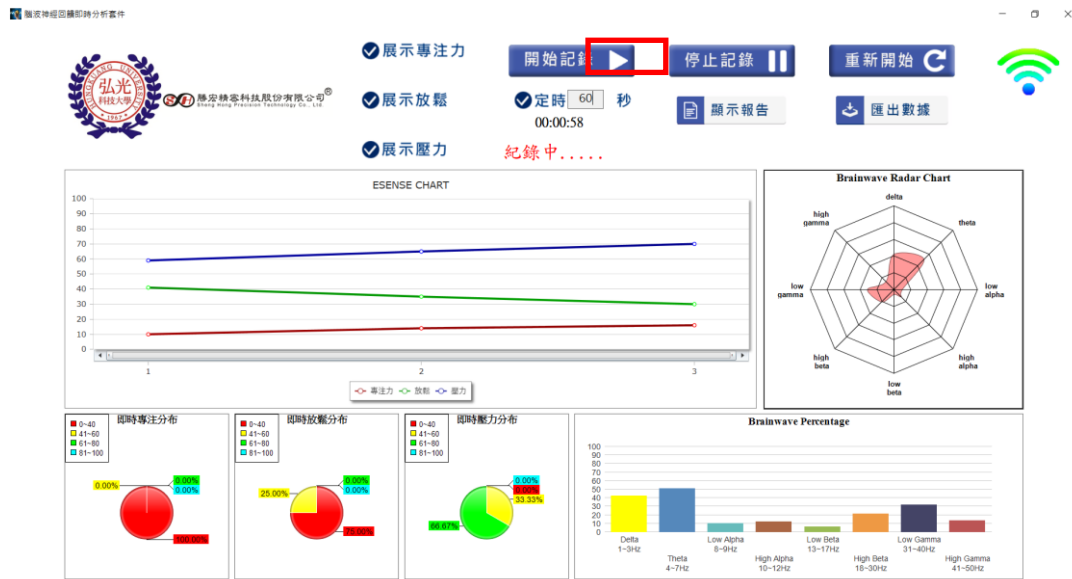 腦波神經回饋即時分析套件
HUNGKUANG UNIVERSITY
弘光
科技大學
1967
勝宏精密科技股份有限公司®
Sheng Hong Precision Technology Co., Ltd
展示專注力
展示放鬆
展示壓力
開始記錄
停止記錄
重新開始
定時 60 秒
00:00:58
紀錄中.....
顯示報告
匯出數據
ESENSE CHART
100
90
80
70
60
50
40
30
20
10
0
1 2 3
專注力 放鬆 壓力
Brainwave Radar Chart
delta
theta
low
alpha
high
alpha
low
beta
high
beta
low
gamma
high
gamma
即時專注分布
0~40
41~60
61~80
81~100
0.00%
0.00%
0.00%
100.00%
即時放鬆分布
0~40
41~60
61~80
81~100
0.00%
0.00%
25.00%
75.00%
即時壓力分布
0~40
41~60
61~80
81~100
0.00%
0.00%
33.33%
66.67%
Brainwave Percentage
100
90
80
70
60
50
40
30
20
10
0
Delta
1~3Hz
Theta
4~7Hz
Low Alpha
8~9Hz
High Alpha
10~12Hz
Low Beta
13~17Hz
High Beta
18~30Hz
Low Gamma
31~40Hz
High Gamma
41~50Hz